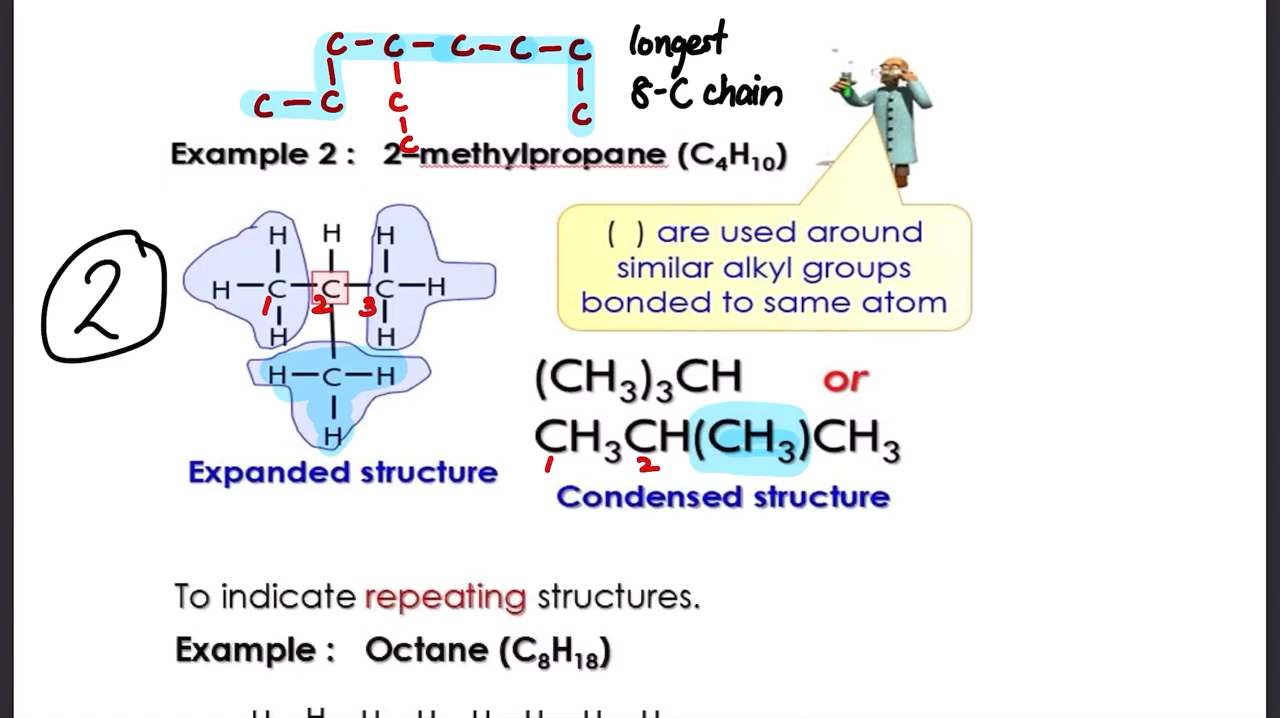 C – C – C – C – C longest
C – C C C 8-C chain
C
Example 2 : 2-methylpropane (C₄H₁₀)
H H H
H C C C H
1 2 3
H H
H C H
H
Expanded structure
2
( ) are used around
similar alkyl groups
bonded to same atom
(CH₃)₃CH or
CH₃CH(CH₃)CH₃
1 2
Condensed structure
To indicate repeating structures.
Example : Octane (C₈H₁₈)